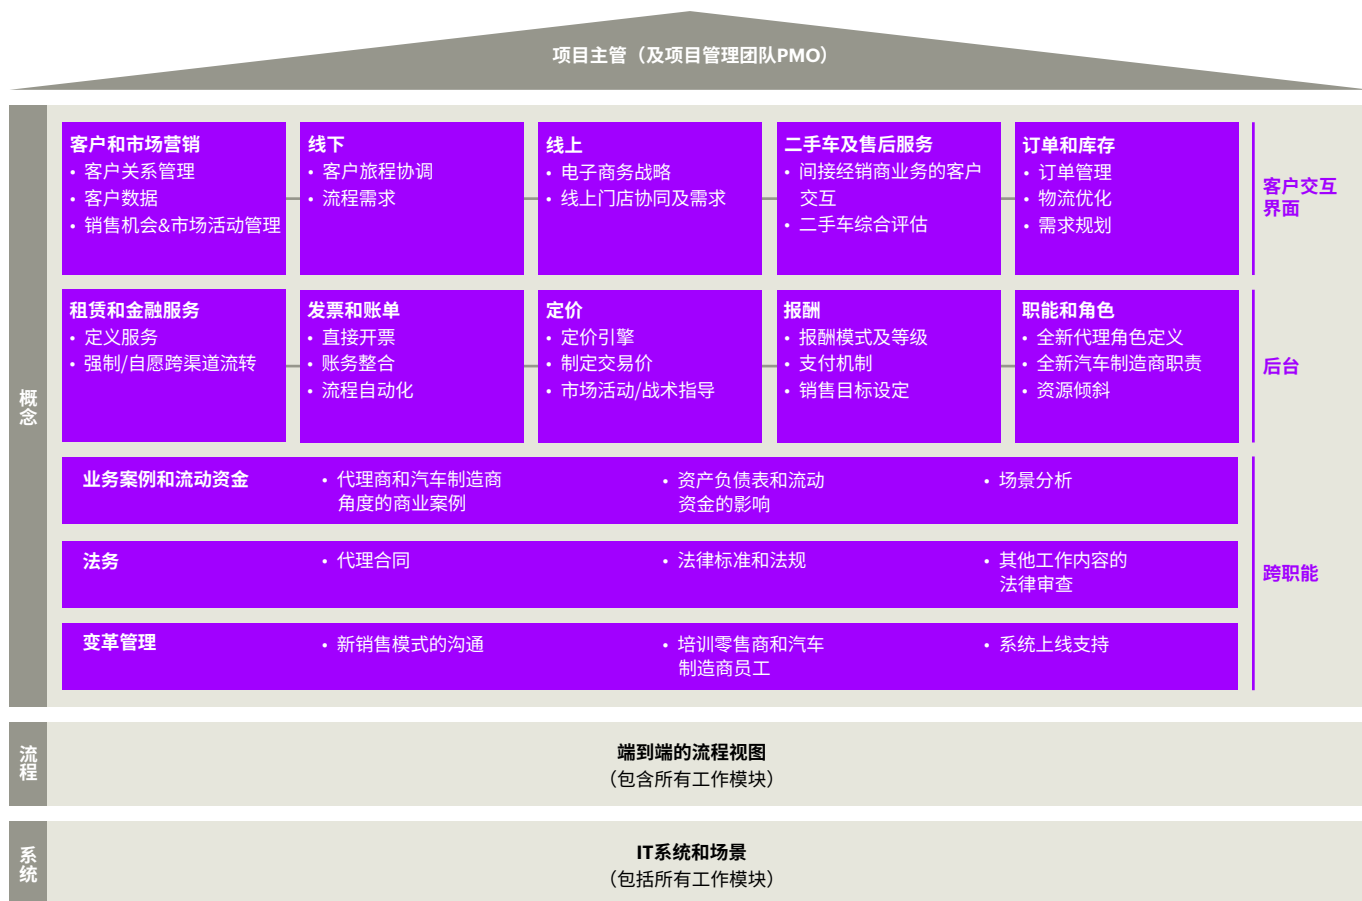 项目主管（及项目管理团队PMO）
概念
客户和市场营销
• 客户关系管理
• 客户数据
• 销售机会&市场活动管理
线下
• 客户旅程协调
• 流程需求
线上
• 电子商务战略
• 线上门店协同及需求
二手车及售后服务
• 间接经销商业务的客户
交互
• 二手车综合评估
订单和库存
• 订单管理
• 物流优化
• 需求规划
客户交互
界面
租赁和金融服务
• 定义服务
• 强制/自愿跨渠道流转
发票和账单
• 直接开票
• 账务整合
• 流程自动化
定价
• 定价引擎
• 制定交易价
• 市场活动/战术指导
报酬
• 报酬模式及等级
• 支付机制
• 销售目标设定
职能和角色
• 全新代理角色定义
• 全新汽车制造商职责
• 资源倾斜
后台
业务案例和流动资金
• 代理商和汽车制造商
角度的商业案例
• 资产负债表和流动
资金的影响
• 场景分析
法务
• 代理合同
• 法律标准和法规
• 其他工作内容的
法律审查
变革管理
• 新销售模式的沟通
• 培训零售商和汽车
制造商员工
• 系统上线支持
跨职能
流程
端到端的流程视图
（包含所有工作模块）
系统
IT系统和场景
（包括所有工作模块）